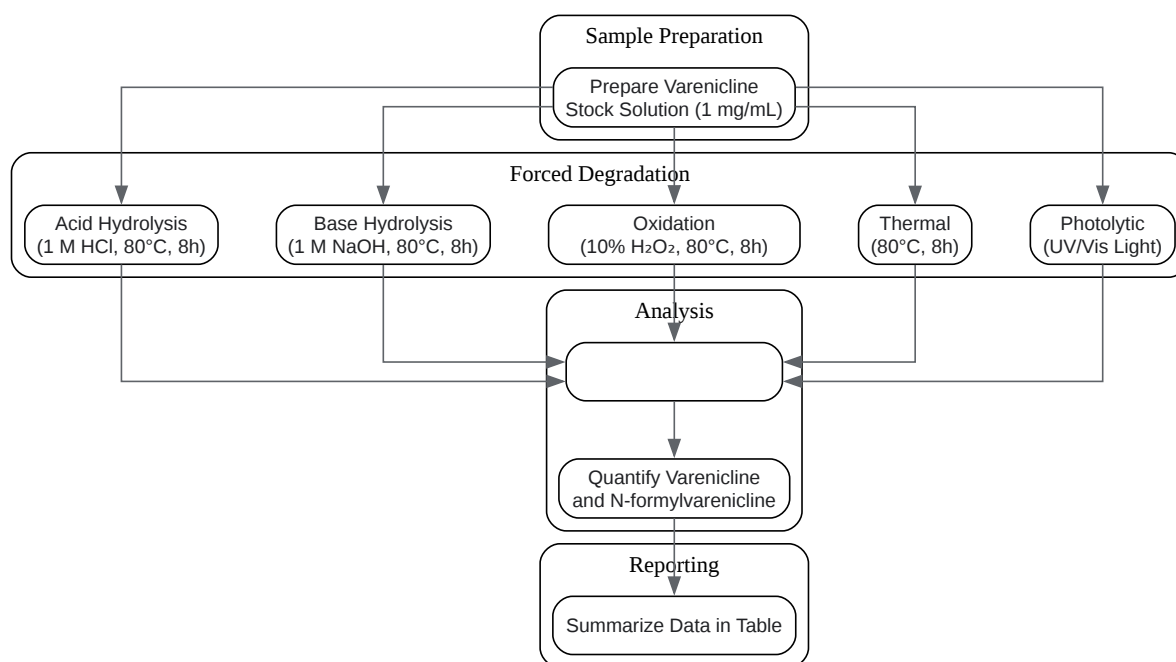 Sample Preparation
Prepare Varenicline
Stock Solution (1 mg/mL)
Forced Degradation
Acid Hydrolysis
(1 M HCl, 80°C, 8h)
Base Hydrolysis
(1 M NaOH, 80°C, 8h)
Oxidation
(10% H₂O₂, 80°C, 8h)
Thermal
(80°C, 8h)
Photolytic
(UV/Vis Light)
Analysis
Quantify Varenicline
and N-formylvarenicline
Reporting
Summarize Data in Table